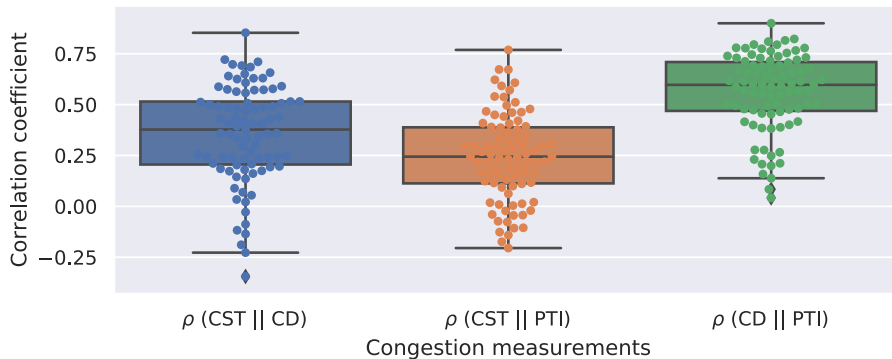 Correlation coefficient
0.75
0.50
0.25
0.00
−0.25
ρ (CST || CD)
ρ (CST || PTI)
ρ (CD || PTI)
Congestion measurements